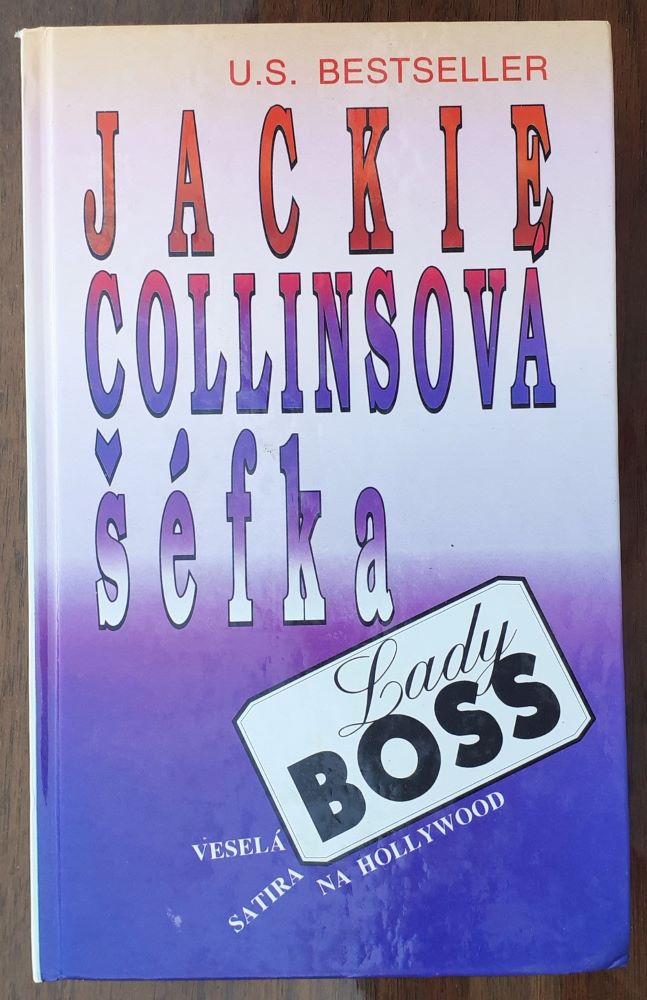 U.S. BESTSELLER
JACKIE
COLLINSOVÁ
šéfka
Lady
BOSS
VESELÁ
SATIRA
NA HOLLYWOOD